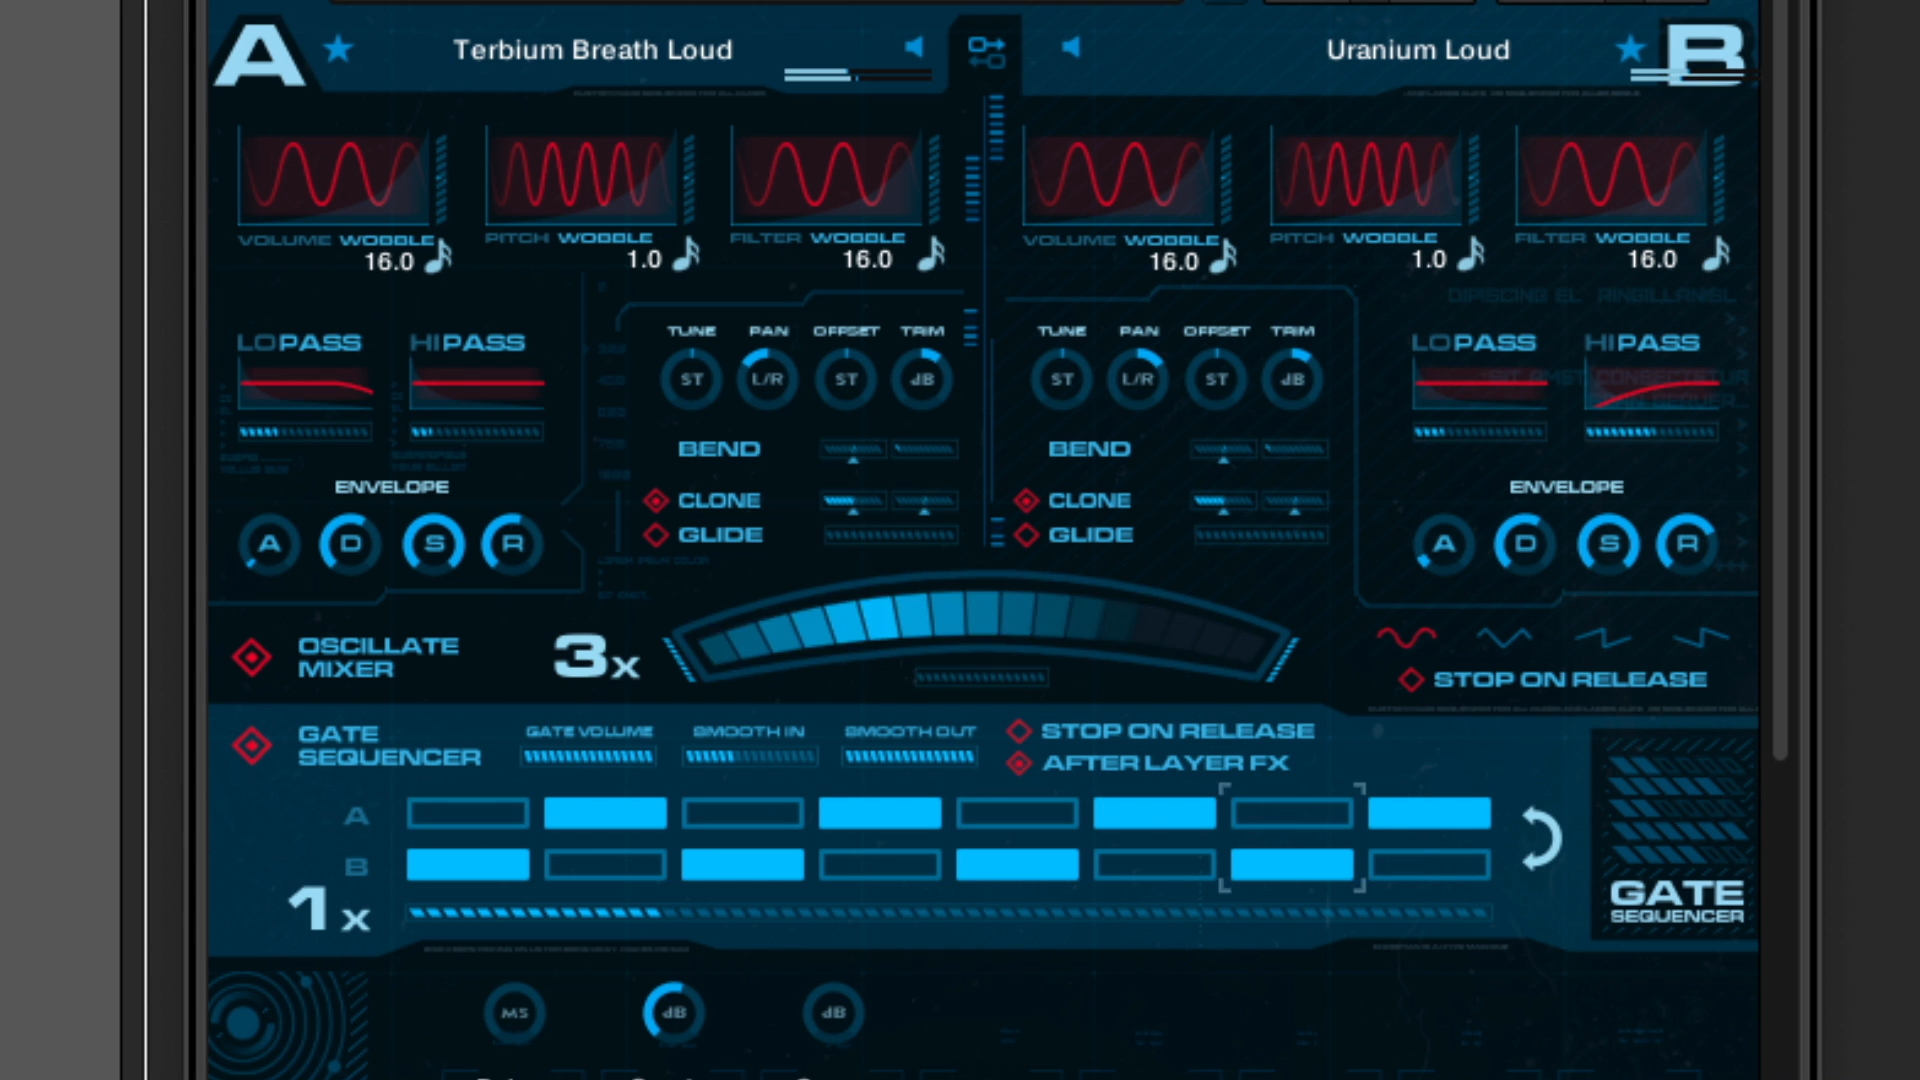 A Terbium Breath Loud Uranium Loud B
VOLUME WOBBLE PITCH WOBBLE FILTER WOBBLE VOLUME WOBBLE PITCH WOBBLE FILTER WOBBLE
16.0 1.0 16.0 16.0 1.0 16.0
DIPISCING EL
LOPASS HIPASS TUNE PAN OFFSET TRIM TUNE PAN OFFSET TRIM LOPASS HIPASS
ST L/R ST dB ST L/R ST dB
BEND BEND
ENVELOPE CLONE CLONE ENVELOPE
GLIDE GLIDE
A D S R A D S R
OSCILLATE
MIXER
3x
STOP ON RELEASE
GATE
SEQUENCER
GATE VOLUME SMOOTH IN SMOOTH OUT
STOP ON RELEASE
AFTER LAYER FX
A
B
1x
GATE
SEQUENCER
MS dB dB